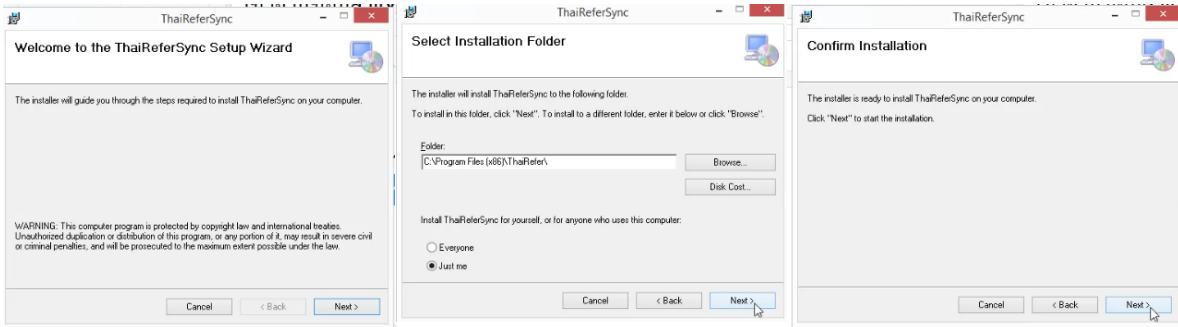 ThaiReferSync
Welcome to the ThaiReferSync Setup Wizard
The installer will guide you through the steps required to install ThaiReferSync on your computer.
WARNING: This computer program is protected by copyright law and international treaties.
Unauthorized duplication or distribution of this program, or any portion of it, may result in severe civil
or criminal penalties, and will be prosecuted to the maximum extent possible under the law.
Cancel
< Back
Next >
ThaiReferSync
Select Installation Folder
The installer will install ThaiReferSync to the following folder.
To install in this folder, click "Next". To install to a different folder, enter it below or click "Browse".
Folder:
C:\Program Files (x86)\ThaiRefer\
Browse...
Disk Cost...
Install ThaiReferSync for yourself, or for anyone who uses this computer:
Everyone
Just me
Cancel
< Back
Next >
ThaiReferSync
Confirm Installation
The installer is ready to install ThaiReferSync on your computer.
Click "Next" to start the installation.
Cancel
< Back
Next >